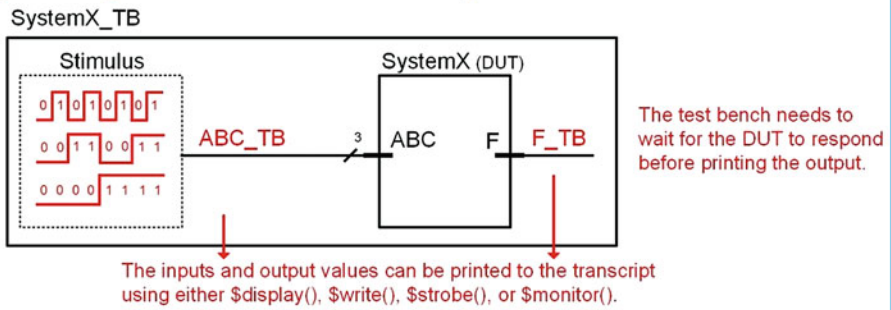 SystemX_TB
Stimulus
SystemX (DUT)
0 1 0 1 0 1 0 1
0 0 1 1 0 0 1 1
0 0 0 0 1 1 1 1
ABC_TB
3
ABC
F
F_TB
The test bench needs to
wait for the DUT to respond
before printing the output.
The inputs and output values can be printed to the transcript
using either $display(), $write(), $strobe(), or $monitor().